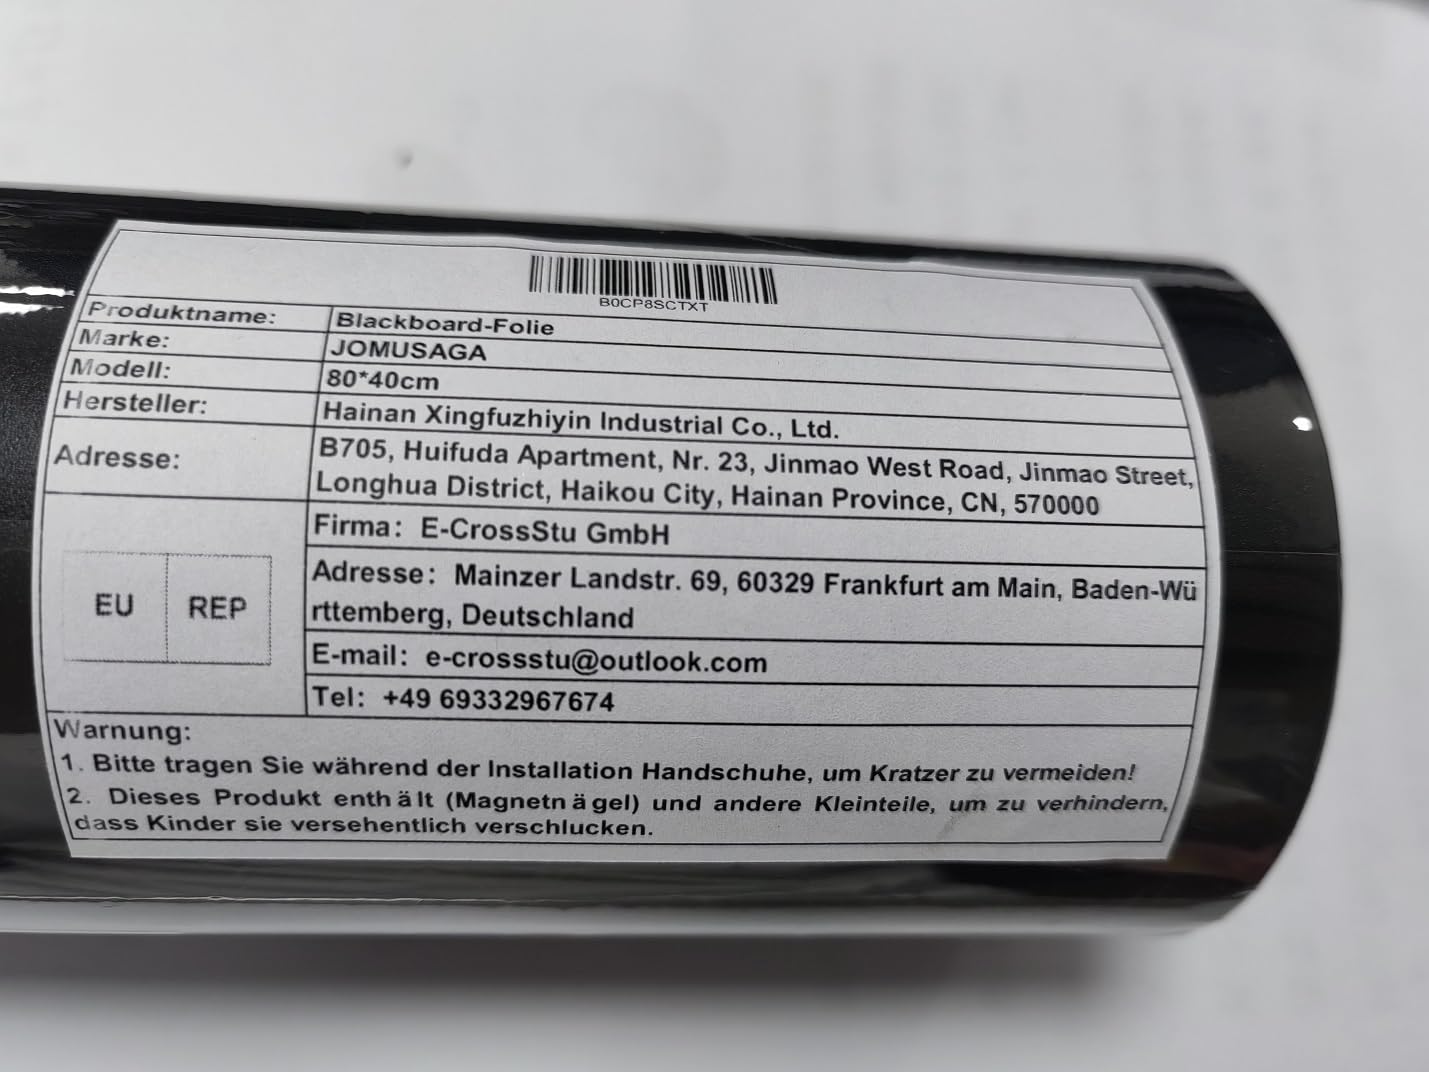 B0CP8SCTXT
Produktname: Blackboard-Folie
Marke: JOMUSAGA
Modell: 80*40cm
Hersteller: Hainan Xingfuzhiyin Industrial Co., Ltd.
Adresse: B705, Huifuda Apartment, Nr. 23, Jinmao West Road, Jinmao Street,
Longhua District, Haikou City, Hainan Province, CN, 570000
EU REP
Firma: E-CrossStu GmbH
Adresse: Mainzer Landstr. 69, 60329 Frankfurt am Main, Baden-Wü
rttemberg, Deutschland
E-mail: e-crossstu@outlook.com
Tel: +49 69332967674
Warnung:
1. Bitte tragen Sie während der Installation Handschuhe, um Kratzer zu vermeiden!
2. Dieses Produkt enthält (Magnetnägel) und andere Kleinteile, um zu verhindern,
dass Kinder sie versehentlich verschlucken.